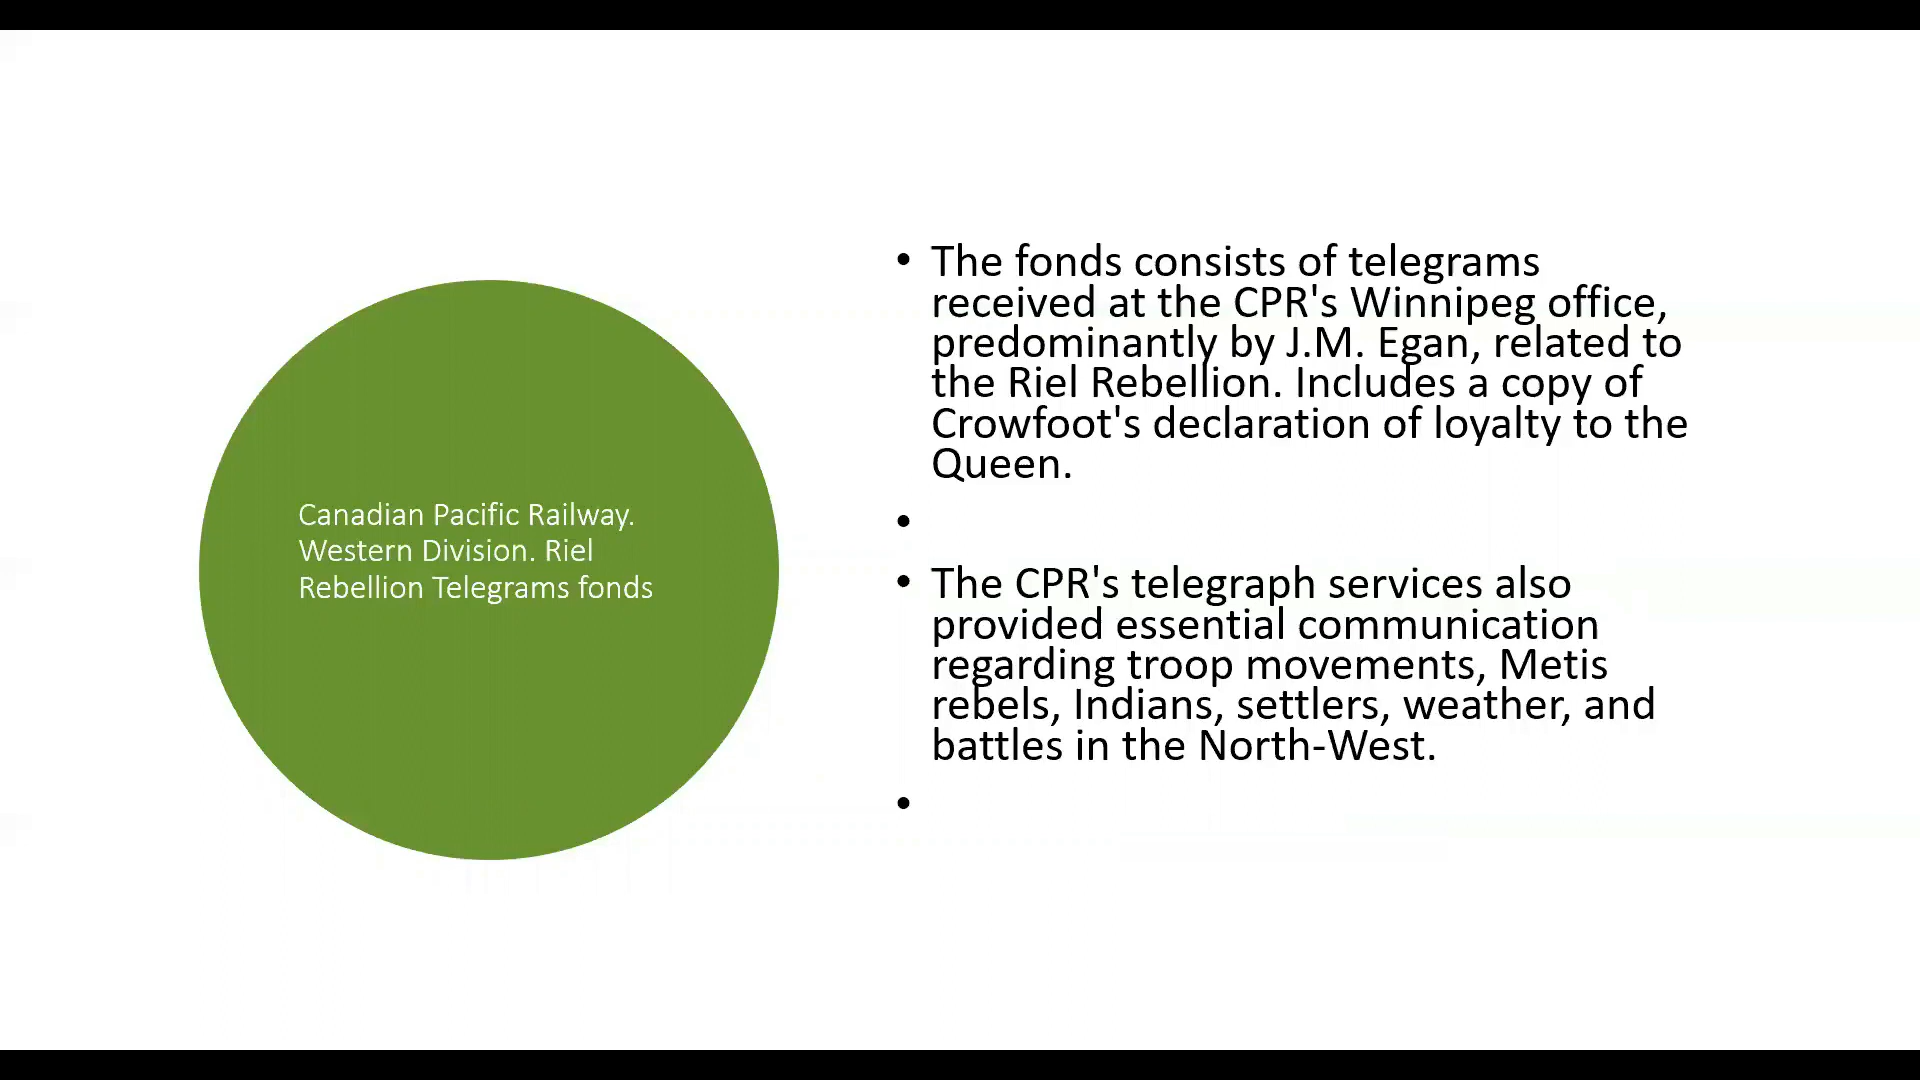 Canadian Pacific Railway.
Western Division. Riel
Rebellion Telegrams fonds
• The fonds consists of telegrams
received at the CPR's Winnipeg office,
predominantly by J.M. Egan, related to
the Riel Rebellion. Includes a copy of
Crowfoot's declaration of loyalty to the
Queen.
•
• The CPR's telegraph services also
provided essential communication
regarding troop movements, Metis
rebels, Indians, settlers, weather, and
battles in the North-West.
•